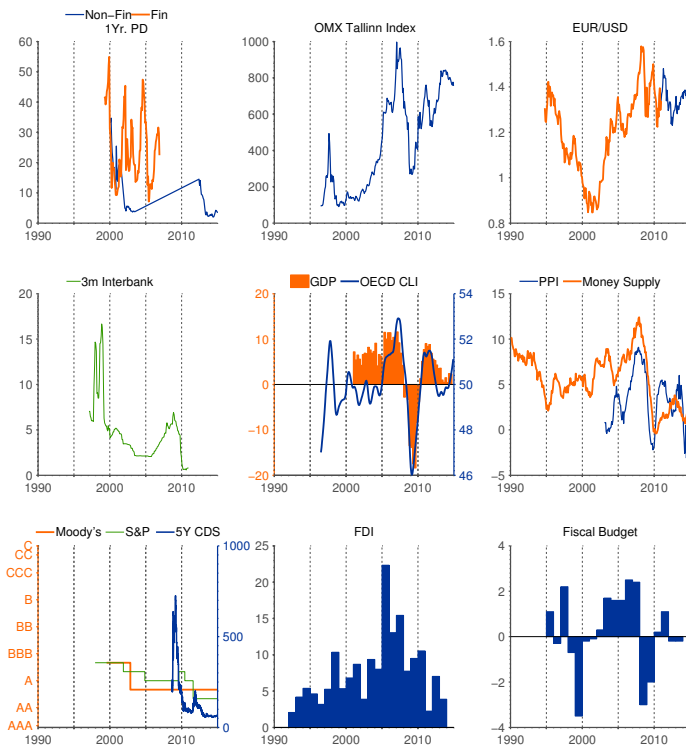 Non−Fin Fin
1Yr. PD
60
50
40
30
20
10
0
1990 2000 2010
OMX Tallinn Index
1000
800
600
400
200
0
1990 2000 2010
EUR/USD
1.6
1.4
1.2
1
0.8
1990 2000 2010
3m Interbank
20
15
10
5
0
1990 2000 2010
GDP OECD CLI
20 54
10 52
0 50
−10 48
−20 46
1990 2000 2010
PPI Money Supply
15
10
5
0
−5
1990 2000 2010
Moody's S&P 5Y CDS
C 1000
CC
CCC
B
BB 500
BBB
A
AA
AAA 0
1990 2000 2010
FDI
25
20
15
10
5
0
1990 2000 2010
Fiscal Budget
4
2
0
−2
−4
1990 2000 2010